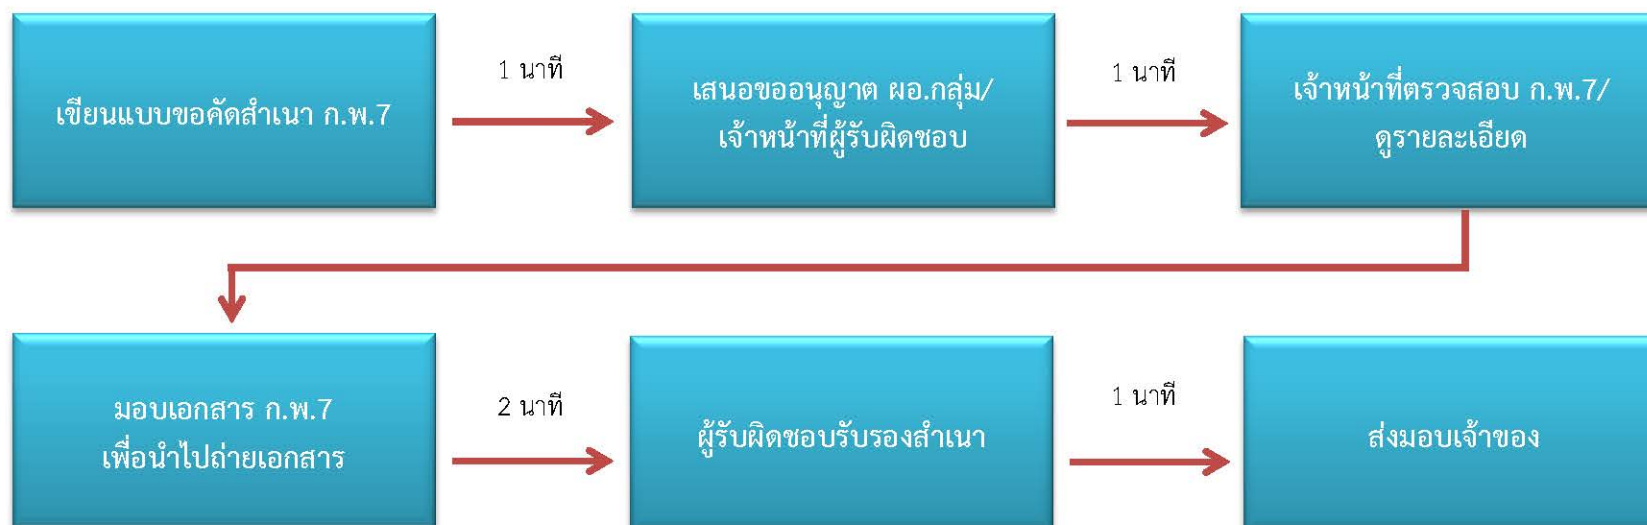 เขียนแบบขอคัดสำเนา ก.พ.7
1 นาที
เสนอขออนุญาต ผอ.กลุ่ม/
เจ้าหน้าที่ผู้รับผิดชอบ
1 นาที
เจ้าหน้าที่ตรวจสอบ ก.พ.7/
ดูรายละเอียด
มอบเอกสาร ก.พ.7
เพื่อนำไปถ่ายเอกสาร
2 นาที
ผู้รับผิดชอบรับรองสำเนา
1 นาที
ส่งมอบเจ้าของ